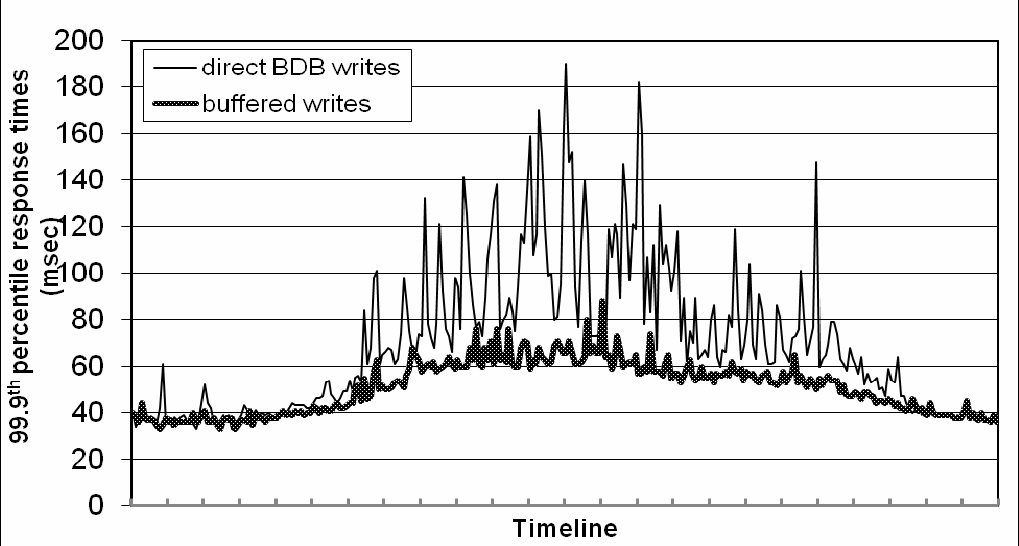 200
180
160
140
120
100
80
60
40
20
0
99.9th percentile response times
(msec)
direct BDB writes
buffered writes
Timeline